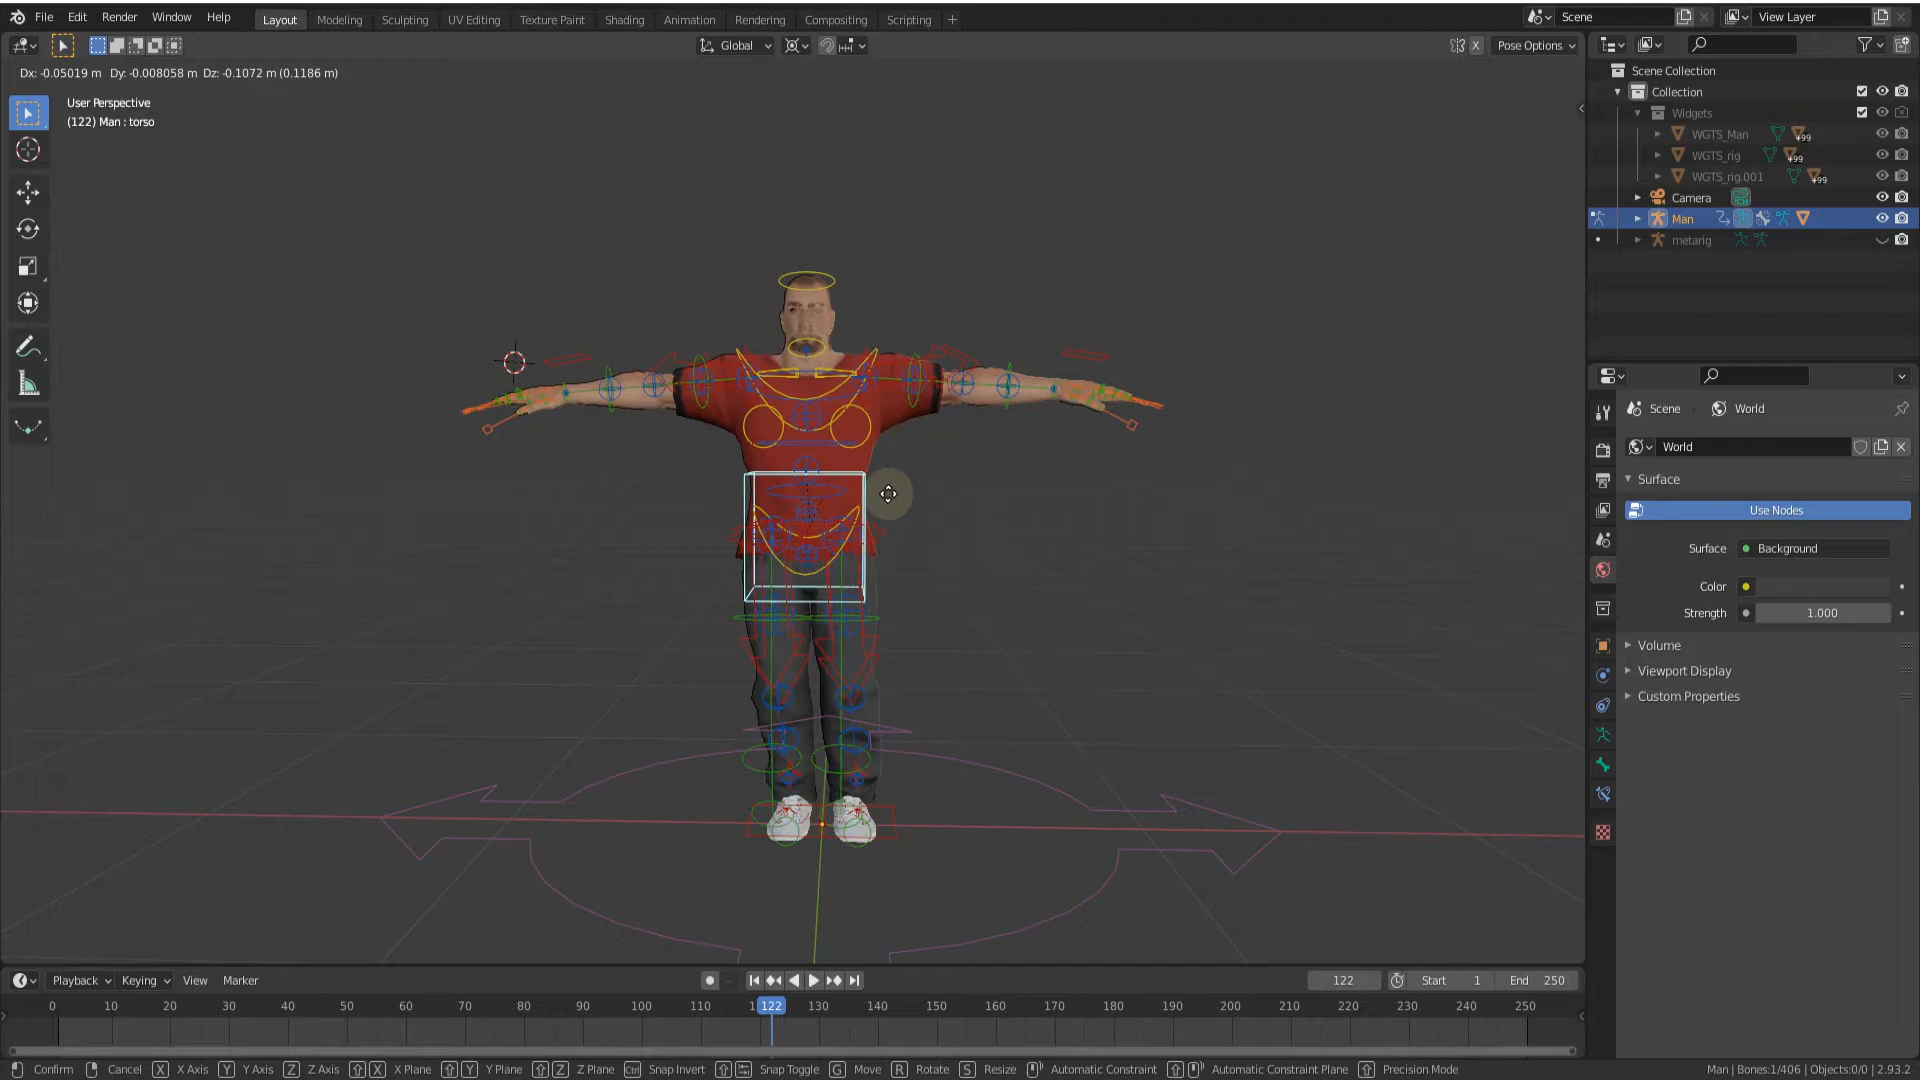 File Edit Render Window Help Layout Modeling Sculpting UV Editing Texture Paint Shading Animation Rendering Compositing Scripting + Scene View Layer
Global X Pose Options
Dx: -0.05019 m Dy: -0.008058 m Dz: -0.1072 m (0.1186 m)
User Perspective
(122) Man : torso
Scene Collection
Collection
Widgets
WGTS_Man +99
WGTS_rig +99
WGTS_rig.001 +99
Camera
Man
metarig
Scene World
World
Surface
Use Nodes
Surface Background
Color
Strength 1.000
Volume
Viewport Display
Custom Properties
Playback Keying View Marker 122 Start 1 End 250
0 10 20 30 40 50 60 70 80 90 100 110 1 122 130 140 150 160 170 180 190 200 210 220 230 240 250
Confirm Cancel X X Axis Y Y Axis Z Z Axis X X Plane Y Y Plane Z Z Plane Ctrl Snap Invert Snap Toggle G Move R Rotate S Resize Automatic Constraint Automatic Constraint Plane Precision Mode Man | Bones:1/406 | Objects:0/0 | 2.93.2